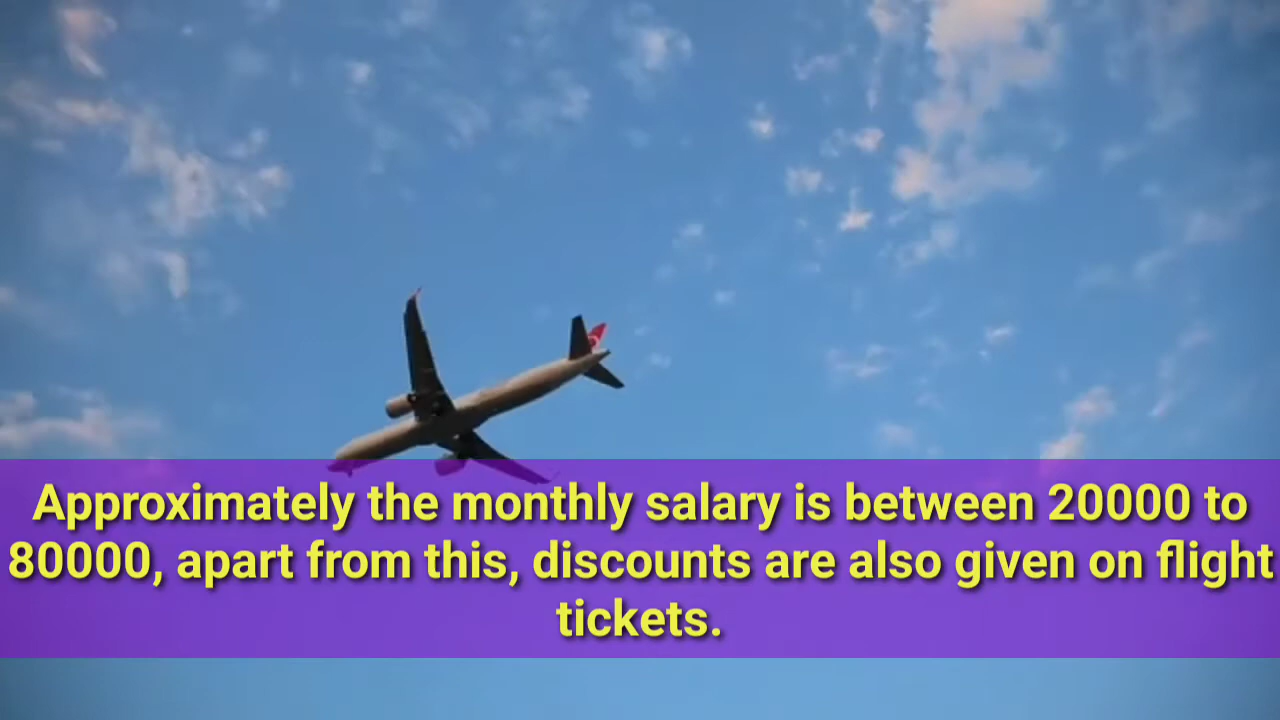 Approximately the monthly salary is between 20000 to
80000, apart from this, discounts are also given on flight
tickets.